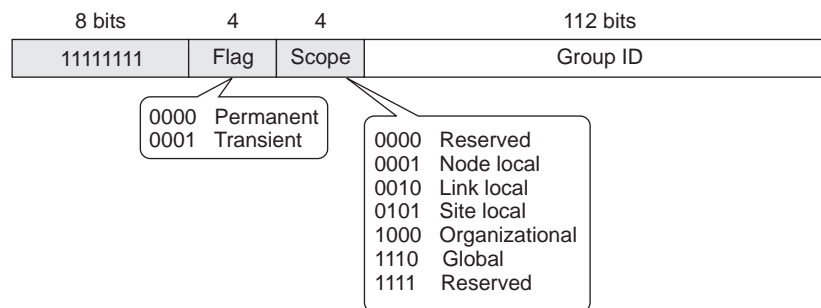 8 bits 4 4 112 bits
11111111 Flag Scope Group ID
0000 Permanent
0001 Transient
0000 Reserved
0001 Node local
0010 Link local
0101 Site local
1000 Organizational
1110 Global
1111 Reserved